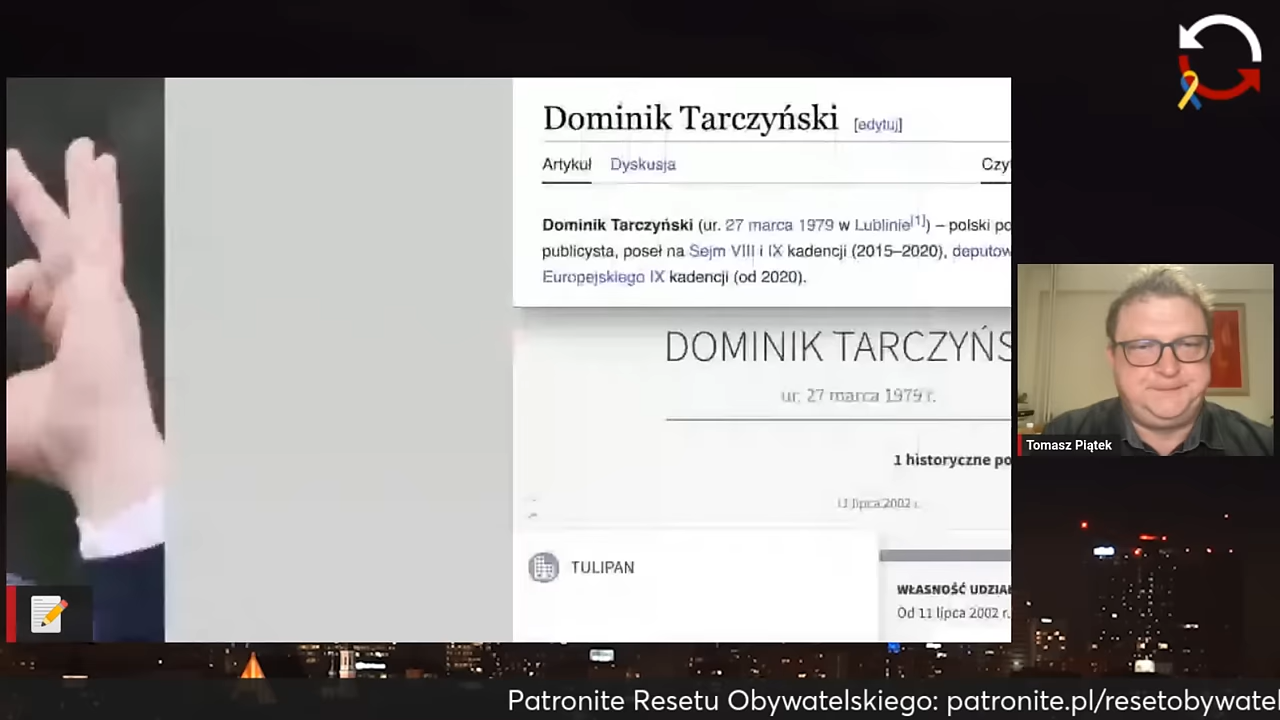 Dominik Tarczyński [edytuj]
Artykuł Dyskusja Czy
Dominik Tarczyński (ur. 27 marca 1979 w Lublinie[1]) – polski po
publicysta, poseł na Sejm VIII i IX kadencji (2015–2020), deputow
Europejskiego IX kadencji (od 2020).
DOMINIK TARCZYŃS
ur. 27 marca 1979 r.
1 historyczne po
11 lipca 2002 r.
TULIPAN
WŁASNOŚĆ UDZIAŁ
Od 11 lipca 2002 r.
Tomasz Piątek
Patronite Resetu Obywatelskiego: patronite.pl/resetobywatel